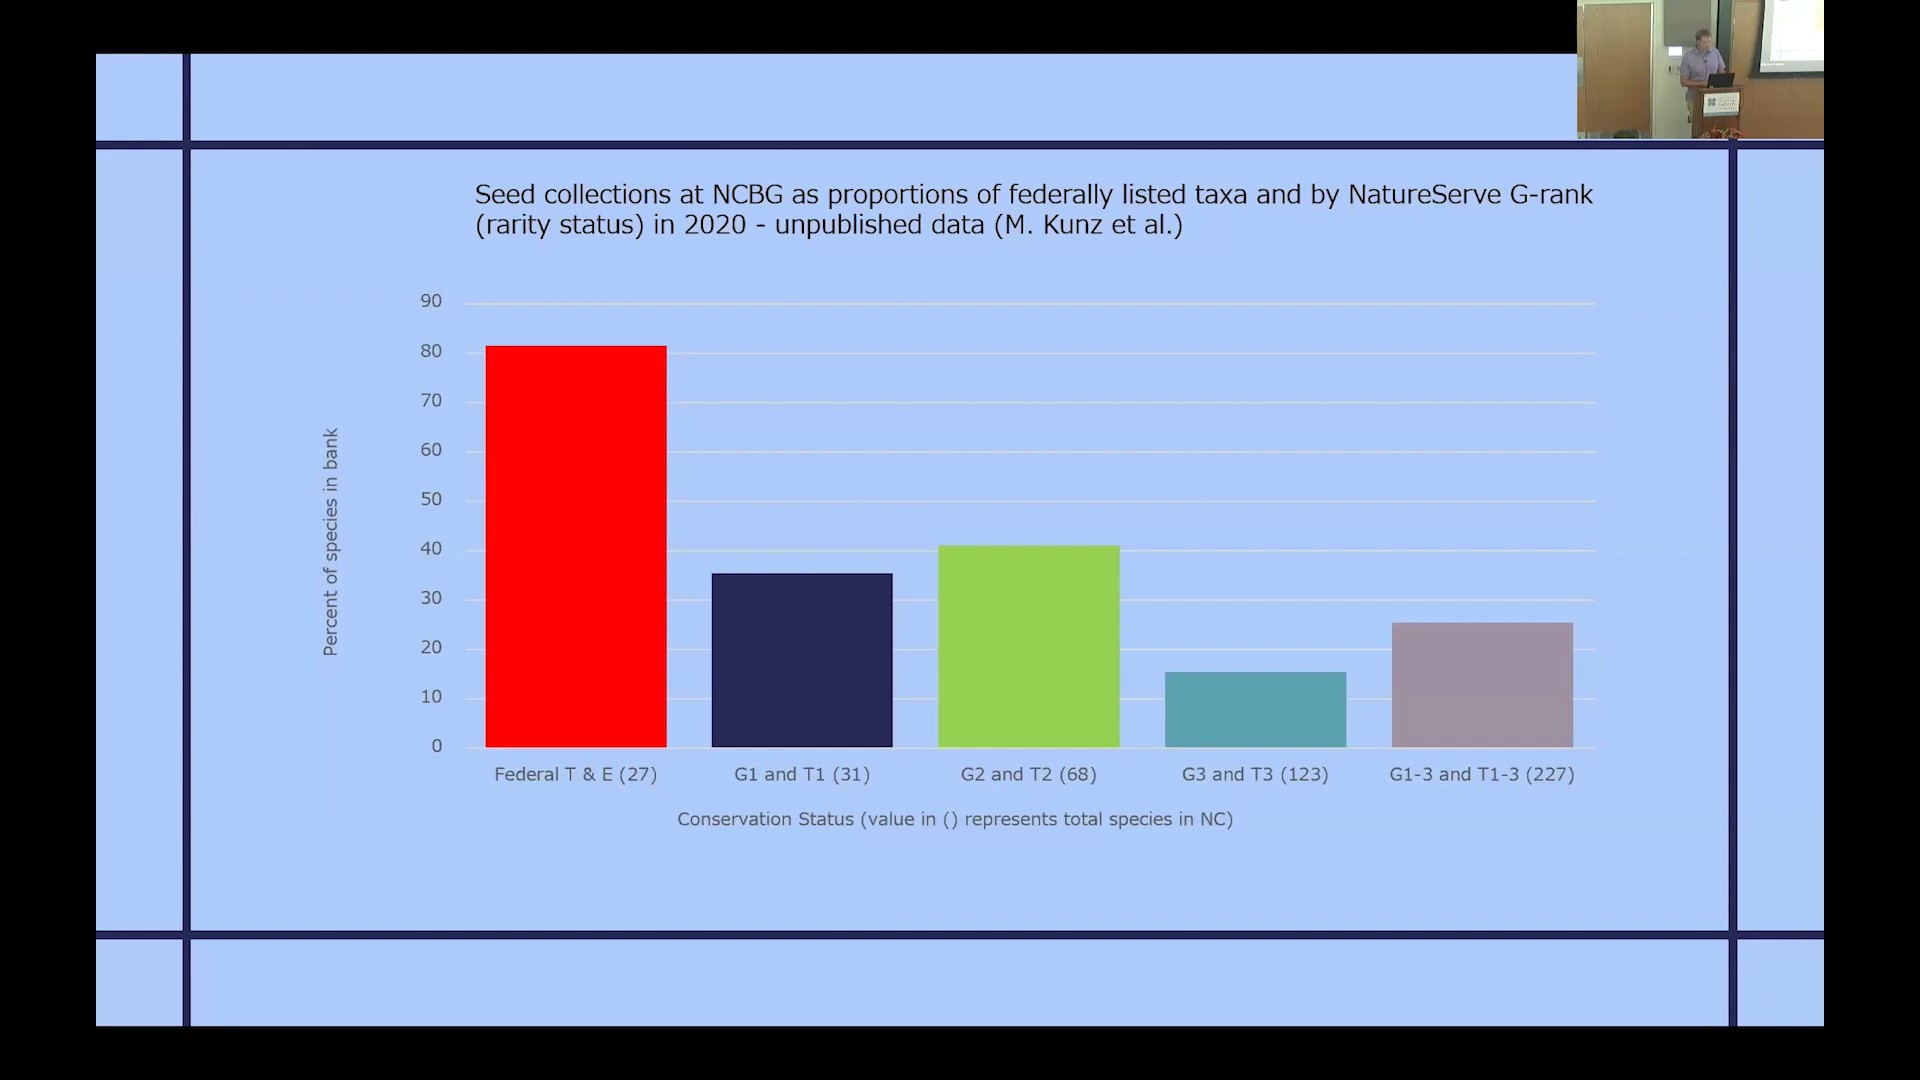 Seed collections at NCBG as proportions of federally listed taxa and by NatureServe G-rank
(rarity status) in 2020 - unpublished data (M. Kunz et al.)
90
80
70
60
50
40
30
20
10
0
Percent of species in bank
Federal T & E (27)
G1 and T1 (31)
G2 and T2 (68)
G3 and T3 (123)
G1-3 and T1-3 (227)
Conservation Status (value in () represents total species in NC)